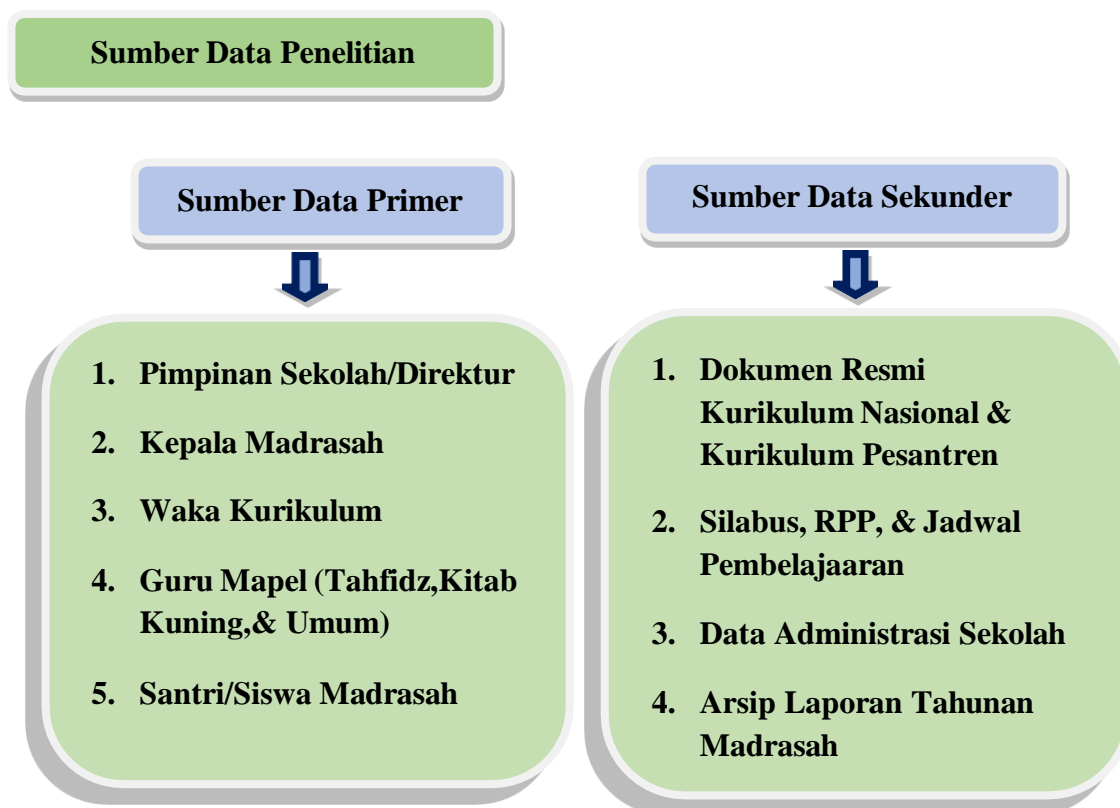 Sumber Data Penelitian
Sumber Data Primer
1. Pimpinan Sekolah/Direktur
2. Kepala Madrasah
3. Waka Kurikulum
4. Guru Mapel (Tahfidz,Kitab
Kuning,& Umum)
5. Santri/Siswa Madrasah
Sumber Data Sekunder
1. Dokumen Resmi
Kurikulum Nasional &
Kurikulum Pesantren
2. Silabus, RPP, & Jadwal
Pembelajaaran
3. Data Administrasi Sekolah
4. Arsip Laporan Tahunan
Madrasah